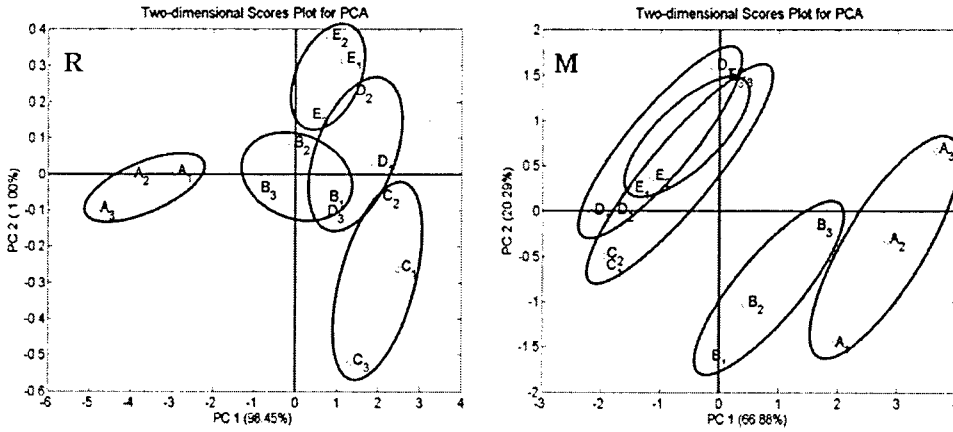 Two-dimensional Scores Plot for PCA
R
0.4
0.3
0.2
0.1
0
-0.1
-0.2
-0.3
-0.4
-0.5
-0.6
PC 2 (1.00%)
E2
E1
D2
E
B2
D
A2
A1
B3
B1
C2
A3
D3
C1
C3
-6 -5 -4 -3 -2 -1 0 1 2 3 4
PC 1 (98.45%)
Two-dimensional Scores Plot for PCA
M
2
1.5
1
0.5
0
-0.5
-1
-1.5
-2
PC 2 (20.29%)
D
A3
E
E1
D
D2
B3
A2
C2
C1
B2
B1
A
-3 -2 -1 0 1 2 3 4
PC 1 (66.88%)